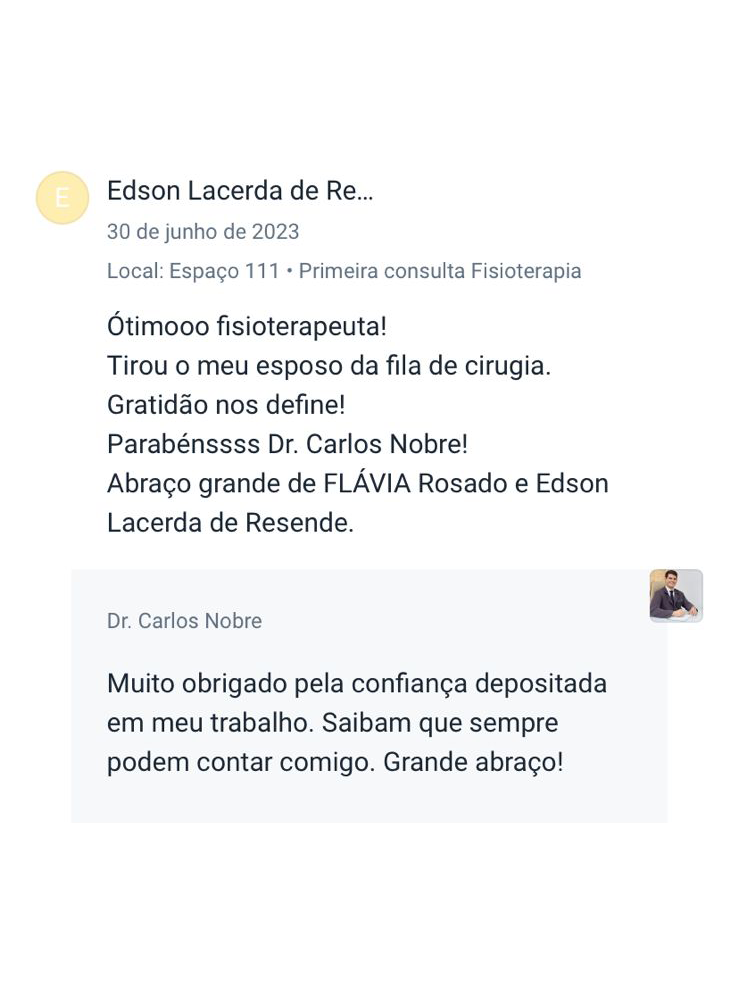 E
Edson Lacerda de Re...
30 de junho de 2023
Local: Espaço 111 • Primeira consulta Fisioterapia
Ótimooo fisioterapeuta!
Tirou o meu esposo da fila de cirugia.
Gratidão nos define!
Parabénssss Dr. Carlos Nobre!
Abraço grande de FLÁVIA Rosado e Edson
Lacerda de Resende.
Dr. Carlos Nobre
Muito obrigado pela confiança depositada
em meu trabalho. Saibam que sempre
podem contar comigo. Grande abraço!